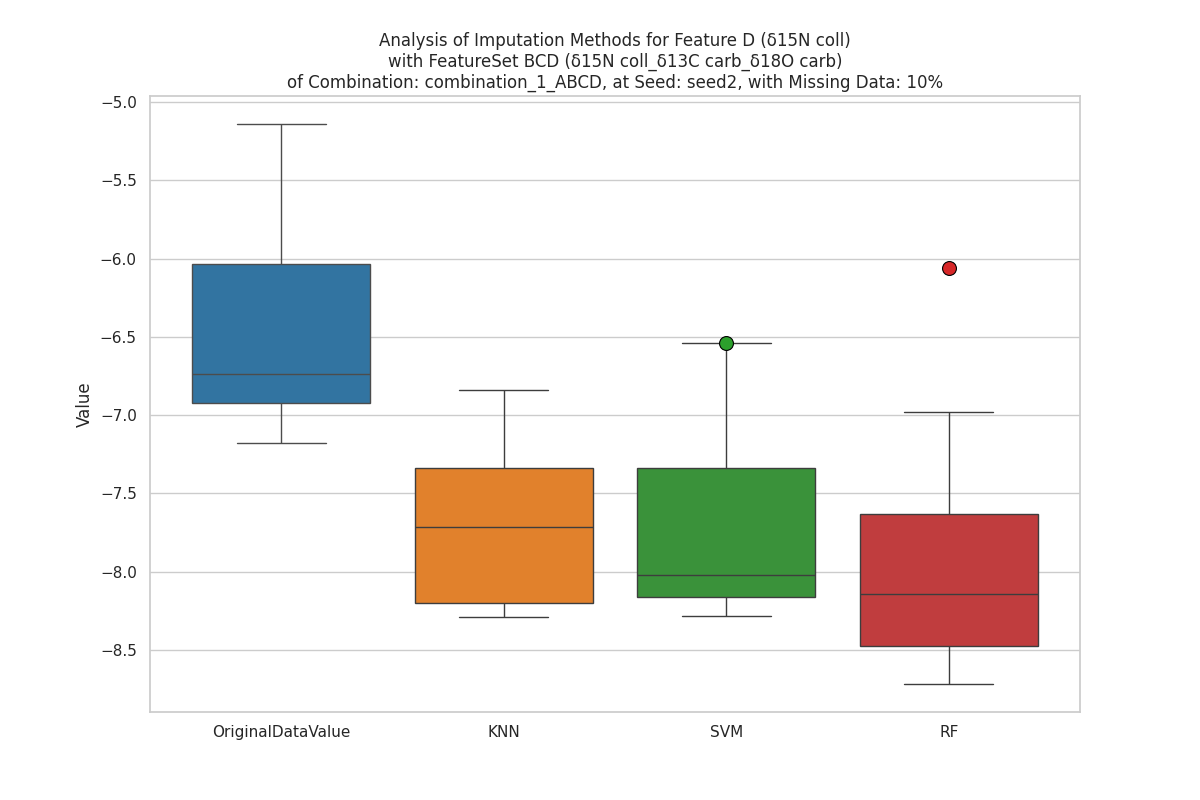 Analysis of Imputation Methods for Feature D (δ15N coll)
with FeatureSet BCD (δ15N coll_δ13C carb_δ18O carb)
of Combination: combination_1_ABCD, at Seed: seed2, with Missing Data: 10%
−5.0
−5.5
−6.0
−6.5
−7.0
−7.5
−8.0
−8.5
Value
OriginalDataValue
KNN
SVM
RF